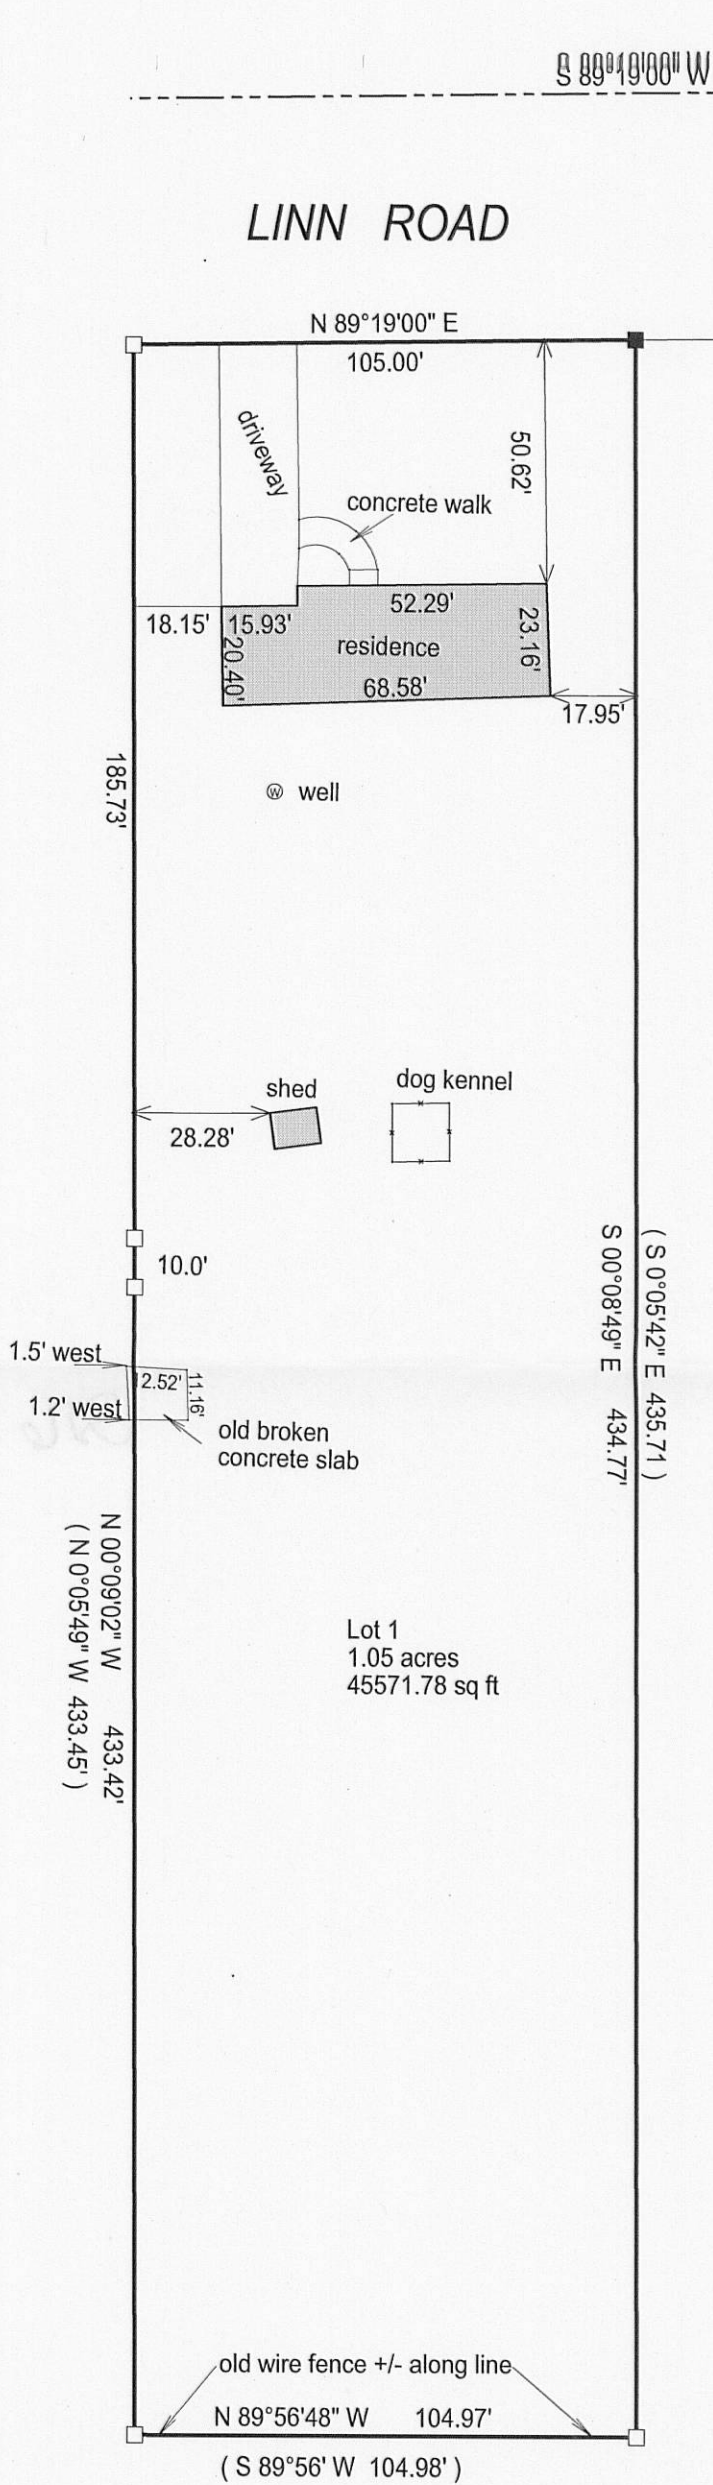 S 89°19'00" W
LINN ROAD
N 89°19'00" E
105.00'
driveway
50.62'
concrete walk
52.29'
18.15'
15.93'
23.16'
20.40'
residence
68.58'
17.95'
185.73'
W well
shed
dog kennel
28.28'
10.0'
S 00°08'49" E 434.77'
( S 0°05'42" E 435.71 )
1.5' west
12.52'
11.16'
1.2' west
old broken
concrete slab
N 00°09'02" W 433.42'
( N 0°05'49" W 433.45' )
Lot 1
1.05 acres
45571.78 sq ft
old wire fence +/- along line
N 89°56'48" W 104.97'
( S 89°56' W 104.98' )